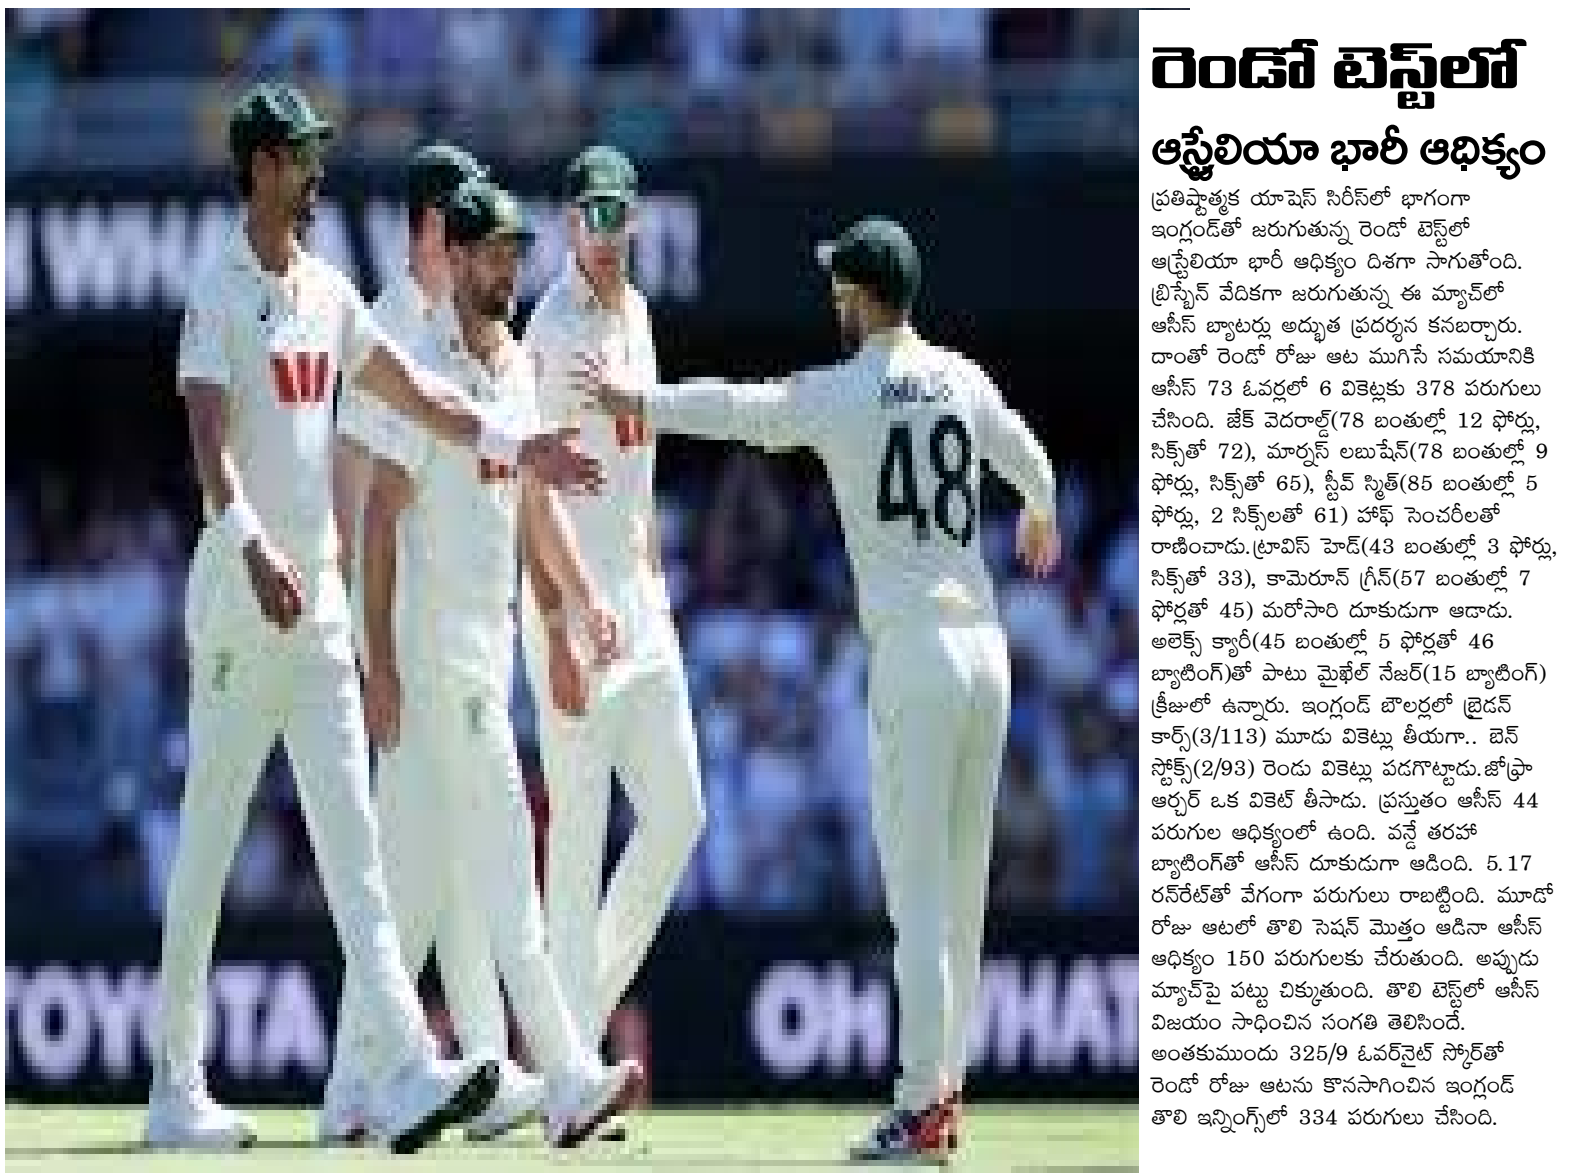 రెండో టెస్ట్‌లో
ఆస్ట్రేలియా భారీ ఆధిక్యం
ప్రతిష్టాత్మక యాషెస్ సిరీస్‌లో భాగంగా
ఇంగ్లండ్‌తో జరుగుతున్న రెండో టెస్ట్‌లో
ఆస్ట్రేలియా భారీ ఆధిక్యం దిశగా సాగుతోంది.
బ్రిస్బేన్ వేదికగా జరుగుతున్న ఈ మ్యాచ్‌లో
ఆసీస్ బ్యాటర్లు అద్భుత ప్రదర్శన కనబర్చారు.
దాంతో రెండో రోజు ఆట ముగిసే సమయానికి
ఆసీస్ 73 ఓవర్లలో 6 వికెట్లకు 378 పరుగులు
చేసింది. జేక్ వెదరాల్డ్(78 బంతుల్లో 12 ఫోర్లు,
సిక్స్‌తో 72), మార్నస్ లబుషేన్(78 బంతుల్లో 9
ఫోర్లు, సిక్స్‌తో 65), స్టీవ్ స్మిత్(85 బంతుల్లో 5
ఫోర్లు, 2 సిక్స్‌లతో 61) హాఫ్ సెంచరీలతో
రాణించాడు.ట్రావిస్ హెడ్(43 బంతుల్లో 3 ఫోర్లు,
సిక్స్‌తో 33), కామెరూన్ గ్రీన్(57 బంతుల్లో 7
ఫోర్లతో 45) మరోసారి దూకుడుగా ఆడాడు.
అలెక్స్ క్యారీ(45 బంతుల్లో 5 ఫోర్లతో 46
బ్యాటింగ్)తో పాటు మైఖేల్ నేజర్(15 బ్యాటింగ్)
క్రీజులో ఉన్నారు. ఇంగ్లండ్ బౌలర్లలో బ్రైడన్
కార్స్(3/113) మూడు వికెట్లు తీయగా.. బెన్
స్టోక్స్(2/93) రెండు వికెట్లు పడగొట్టాడు.జోఫ్రా
ఆర్చర్ ఒక వికెట్ తీసాడు. ప్రస్తుతం ఆసీస్ 44
పరుగుల ఆధిక్యంలో ఉంది. వన్డే తరహా
బ్యాటింగ్‌తో ఆసీస్ దూకుడుగా ఆడింది. 5.17
రన్‌రేట్‌తో వేగంగా పరుగులు రాబట్టింది. మూడో
రోజు ఆటలో తొలి సెషన్ మొత్తం ఆడినా ఆసీస్
ఆధిక్యం 150 పరుగులకు చేరుతుంది. అప్పుడు
మ్యాచ్‌పై పట్టు చిక్కుతుంది. తొలి టెస్ట్‌లో ఆసీస్
విజయం సాధించిన సంగతి తెలిసిందే.
అంతకుముందు 325/9 ఓవర్‌నైట్ స్కోర్‌తో
రెండో రోజు ఆటను కొనసాగించిన ఇంగ్లండ్
తొలి ఇన్నింగ్స్‌లో 334 పరుగులు చేసింది.
48
TOYOTA
OH WHAT